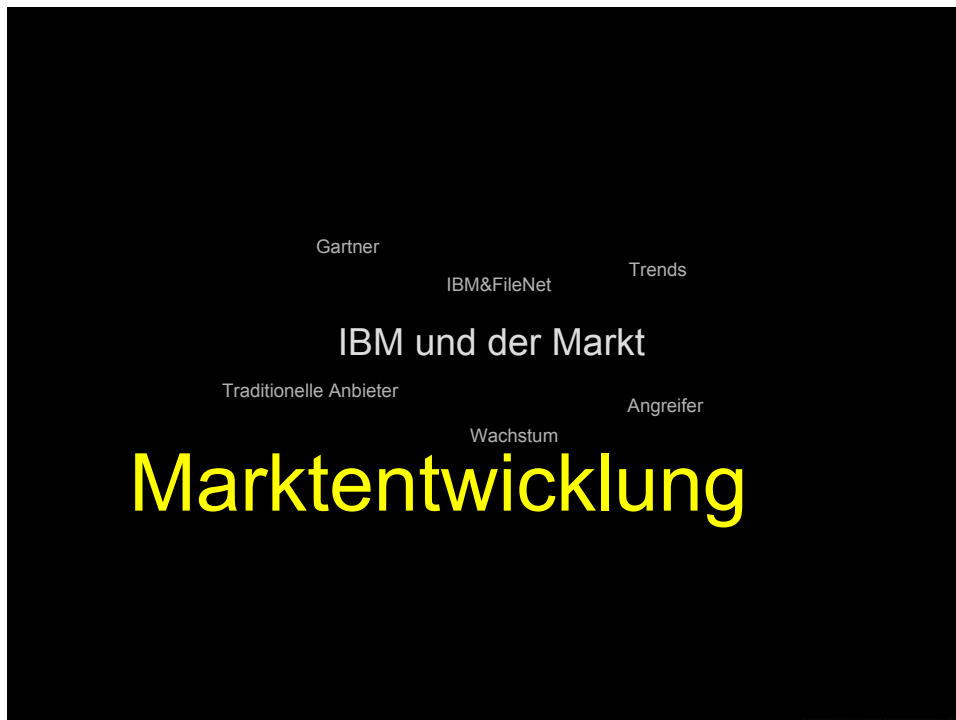 Gartner
Trends
IBM&FileNet
IBM und der Markt
Traditionelle Anbieter
Angreifer
Wachstum
Marktentwicklung